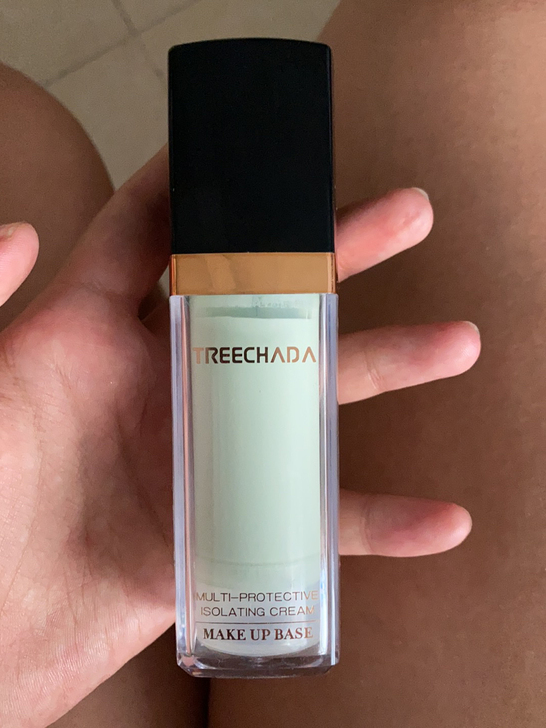 TREECHADA
MULTI-PROTECTIVE
ISOLATING CREAM
MAKE UP BASE